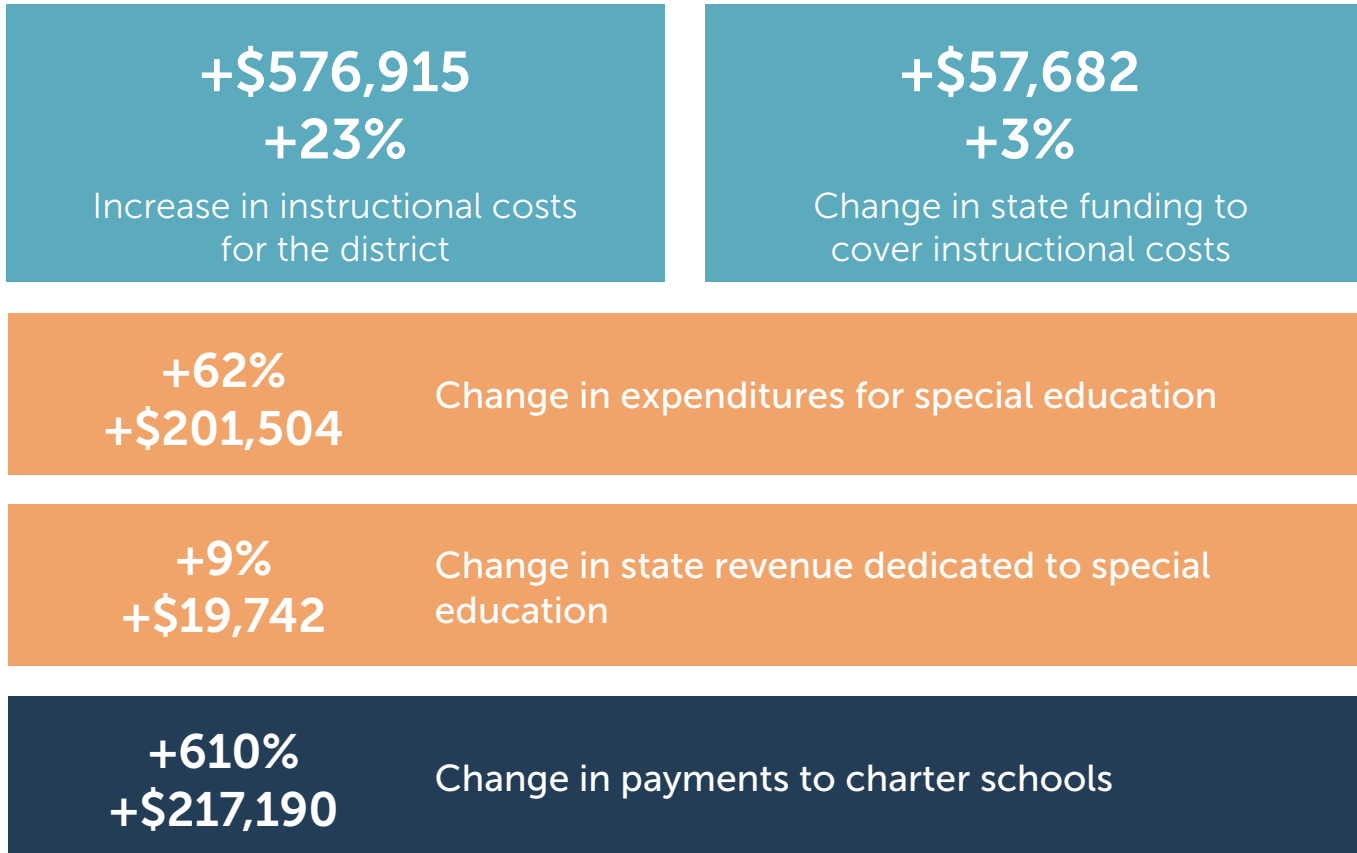 +$576,915
+23%
Increase in instructional costs
for the district
+$57,682
+3%
Change in state funding to
cover instructional costs
+62%
+$201,504
Change in expenditures for special education
+9%
+$19,742
Change in state revenue dedicated to special
education
+610%
+$217,190
Change in payments to charter schools